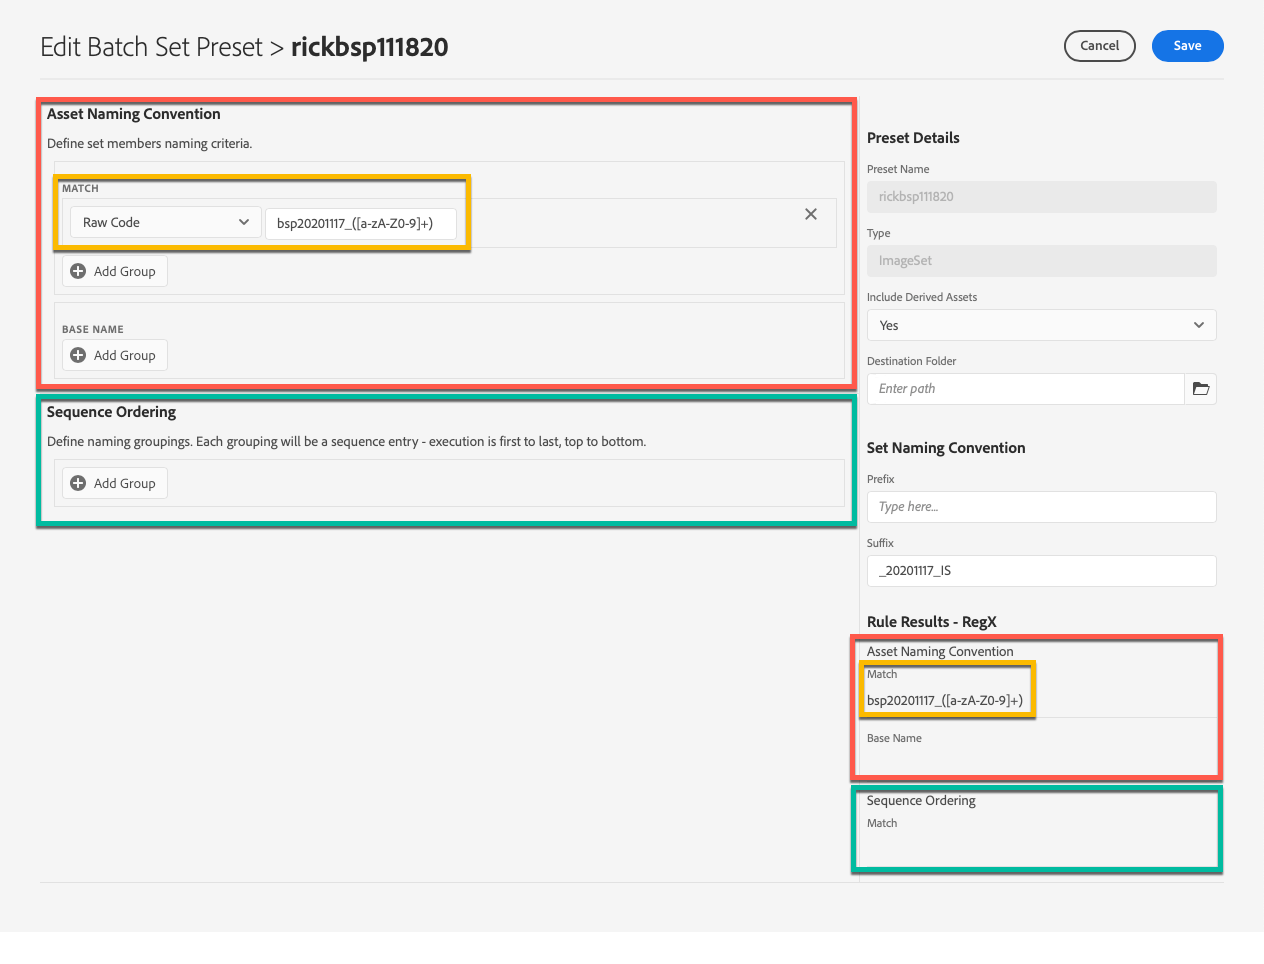 Edit Batch Set Preset > rickbsp111820
Cancel
Save
Asset Naming Convention
Define set members naming criteria.
MATCH
Raw Code
bsp20201117_([a-zA-Z0-9]+)
Add Group
BASE NAME
Add Group
Sequence Ordering
Define naming groupings. Each grouping will be a sequence entry - execution is first to last, top to bottom.
Add Group
Preset Details
Preset Name
rickbsp111820
Type
ImageSet
Include Derived Assets
Yes
Destination Folder
Enter path
Set Naming Convention
Prefix
Type here...
Suffix
_20201117_IS
Rule Results - RegX
Asset Naming Convention
Match
bsp20201117_([a-zA-Z0-9]+)
Base Name
Sequence Ordering
Match